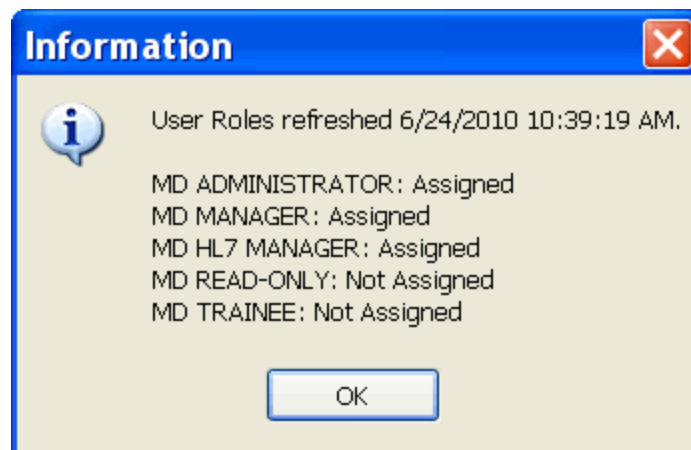 Information
User Roles refreshed 6/24/2010 10:39:19 AM.
MD ADMINISTRATOR: Assigned
MD MANAGER: Assigned
MD HL7 MANAGER: Assigned
MD READ-ONLY: Not Assigned
MD TRAINEE: Not Assigned
OK